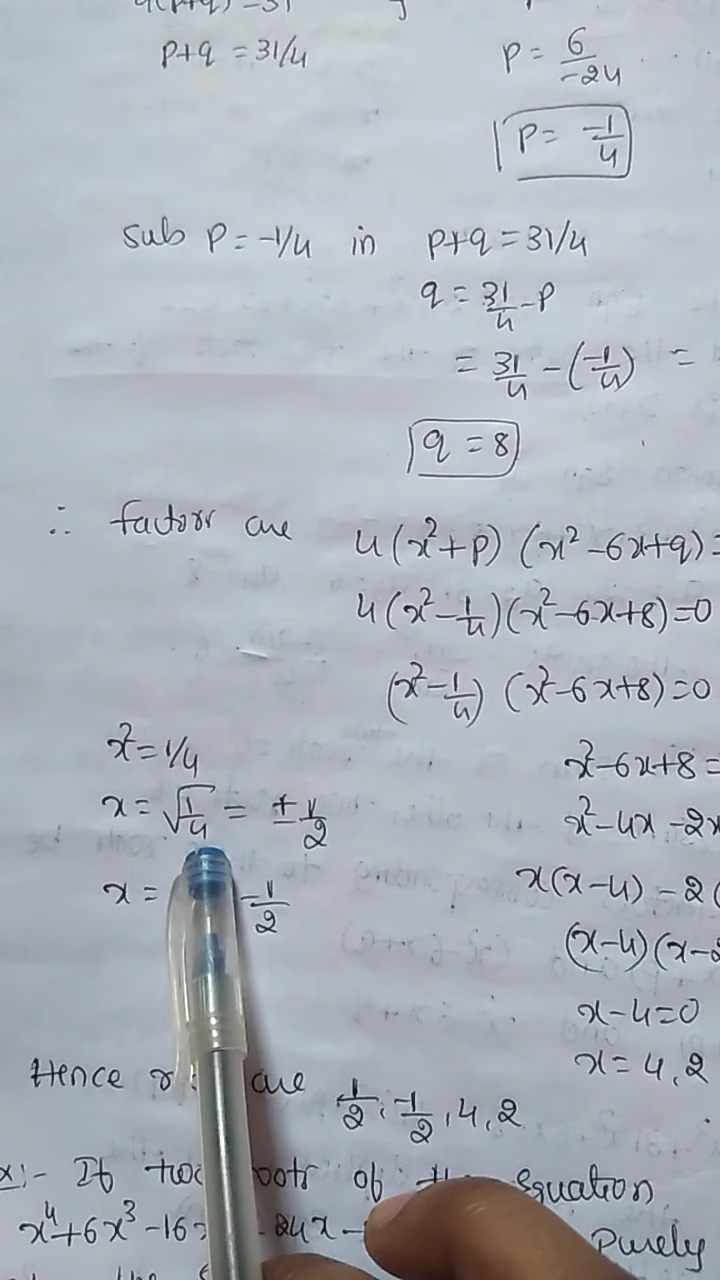 p+q = 31/4
p = 6/-24
p = -1/4
sub p = -1/4 in p+q = 31/4
q = 31/4 - p
= 31/4 - (-1/4) =
q = 8
∴ factors are 4(x²+p) (x²-6x+q) =
4(x²-1/4)(x²-6x+8)=0
(x²-1/4) (x²-6x+8)=0
x² = 1/4
x = √1/4 = ±1/2
x = -1/2
x²-6x+8 =
x²-4x-2x
x(x-4) - 2(
(x-4)(x-2
x-4=0
x = 4, 2
Hence are 1/2, -1/2, 4, 2
x:- If two roots of the Equation
x⁴+6x³-16 24x- Purely